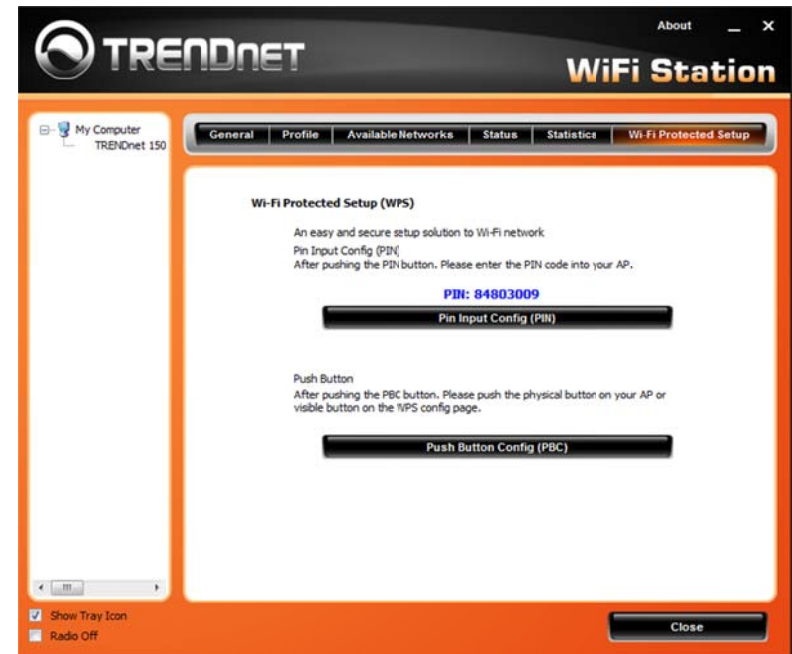 TRENDNET
About
WiFi Station
My Computer
TRENDnet 150
General Profile Available Networks Status Statistics Wi-Fi Protected Setup
Wi-Fi Protected Setup (WPS)
An easy and secure setup solution to Wi-Fi network
Pin Input Config (PIN)
After pushing the PIN button. Please enter the PIN code into your AP.
PIN: 84803009
Pin Input Config (PIN)
Push Button
After pushing the PBC button. Please push the physical button on your AP or
visible button on the WPS config page.
Push Button Config (PBC)
Show Tray Icon
Radio Off
Close